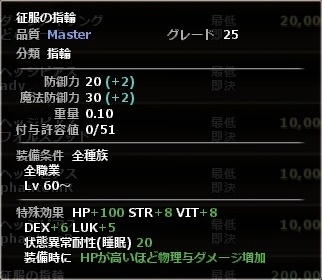 征服の指輪
品質 Master グレード 25
分類 指輪
防御力 20 (+2)
魔法防御力 30 (+2)
重量 0.10
付与許容値 0/51
装備条件 全種族
全職業
Lv 60～
特殊効果 HP+100 STR+8 VIT+8
DEX+6 LUK+5
状態異常耐性(睡眠) 20
装備時に HPが高いほど物理与ダメージ増加